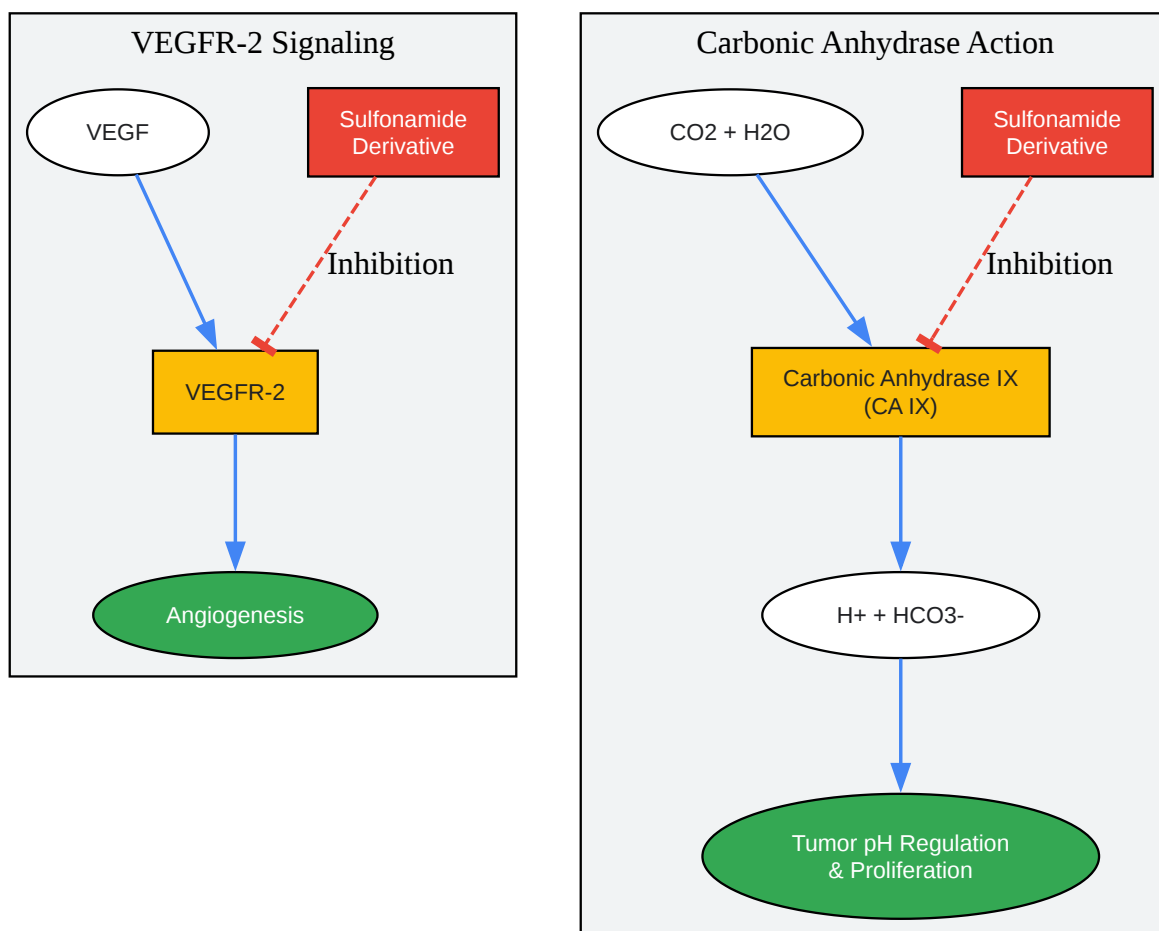 VEGFR-2 Signaling
VEGF
Sulfonamide
Derivative
Inhibition
VEGFR-2
Angiogenesis
Carbonic Anhydrase Action
CO2 + H2O
Sulfonamide
Derivative
Inhibition
Carbonic Anhydrase IX
(CA IX)
H+ + HCO3-
Tumor pH Regulation
& Proliferation